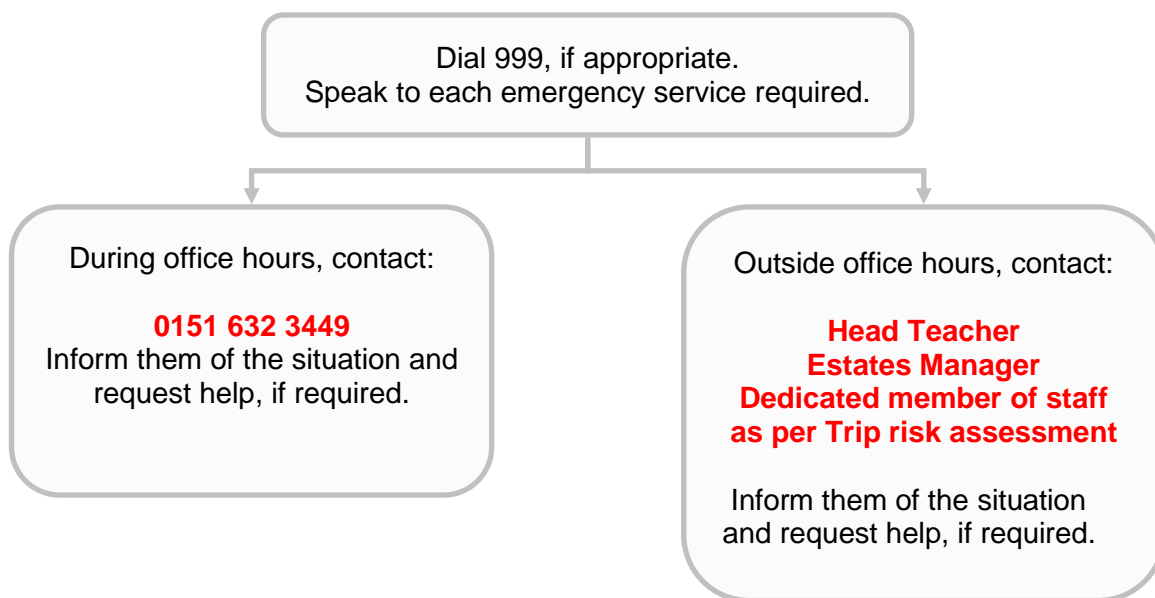 Dial 999, if appropriate.
Speak to each emergency service required.
During office hours, contact:
0151 632 3449
Inform them of the situation and
request help, if required.
Outside office hours, contact:
Head Teacher
Estates Manager
Dedicated member of staff
as per Trip risk assessment
Inform them of the situation
and request help, if required.